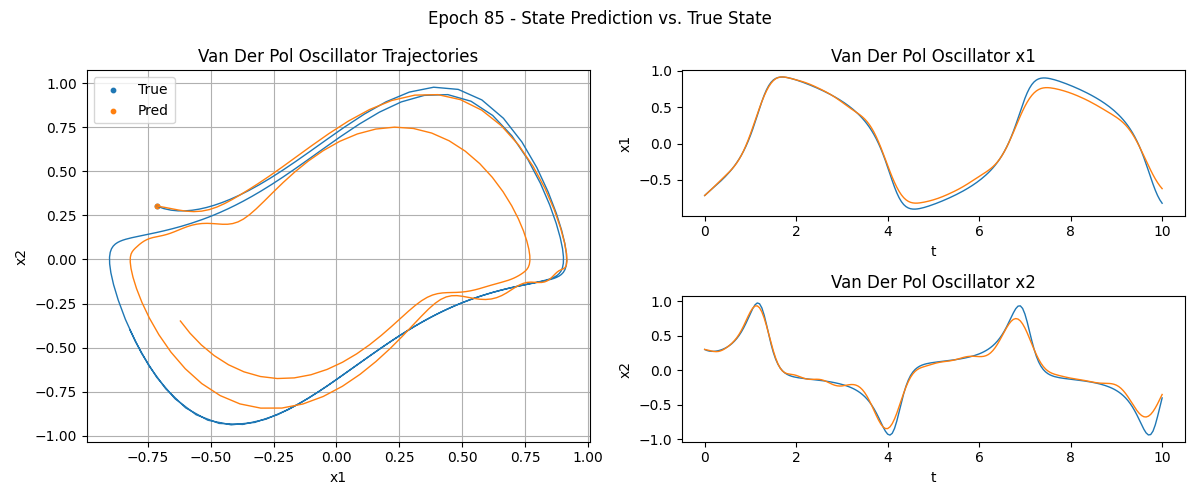 Epoch 85 - State Prediction vs. True State
Van Der Pol Oscillator Trajectories
True
Pred
1.00
0.75
0.50
0.25
0.00
−0.25
−0.50
−0.75
−1.00
x2
−0.75 −0.50 −0.25 0.00 0.25 0.50 0.75 1.00
x1
Van Der Pol Oscillator x1
1.0
0.5
0.0
−0.5
x1
0 2 4 6 8 10
t
Van Der Pol Oscillator x2
1.0
0.5
0.0
−0.5
−1.0
x2
0 2 4 6 8 10
t